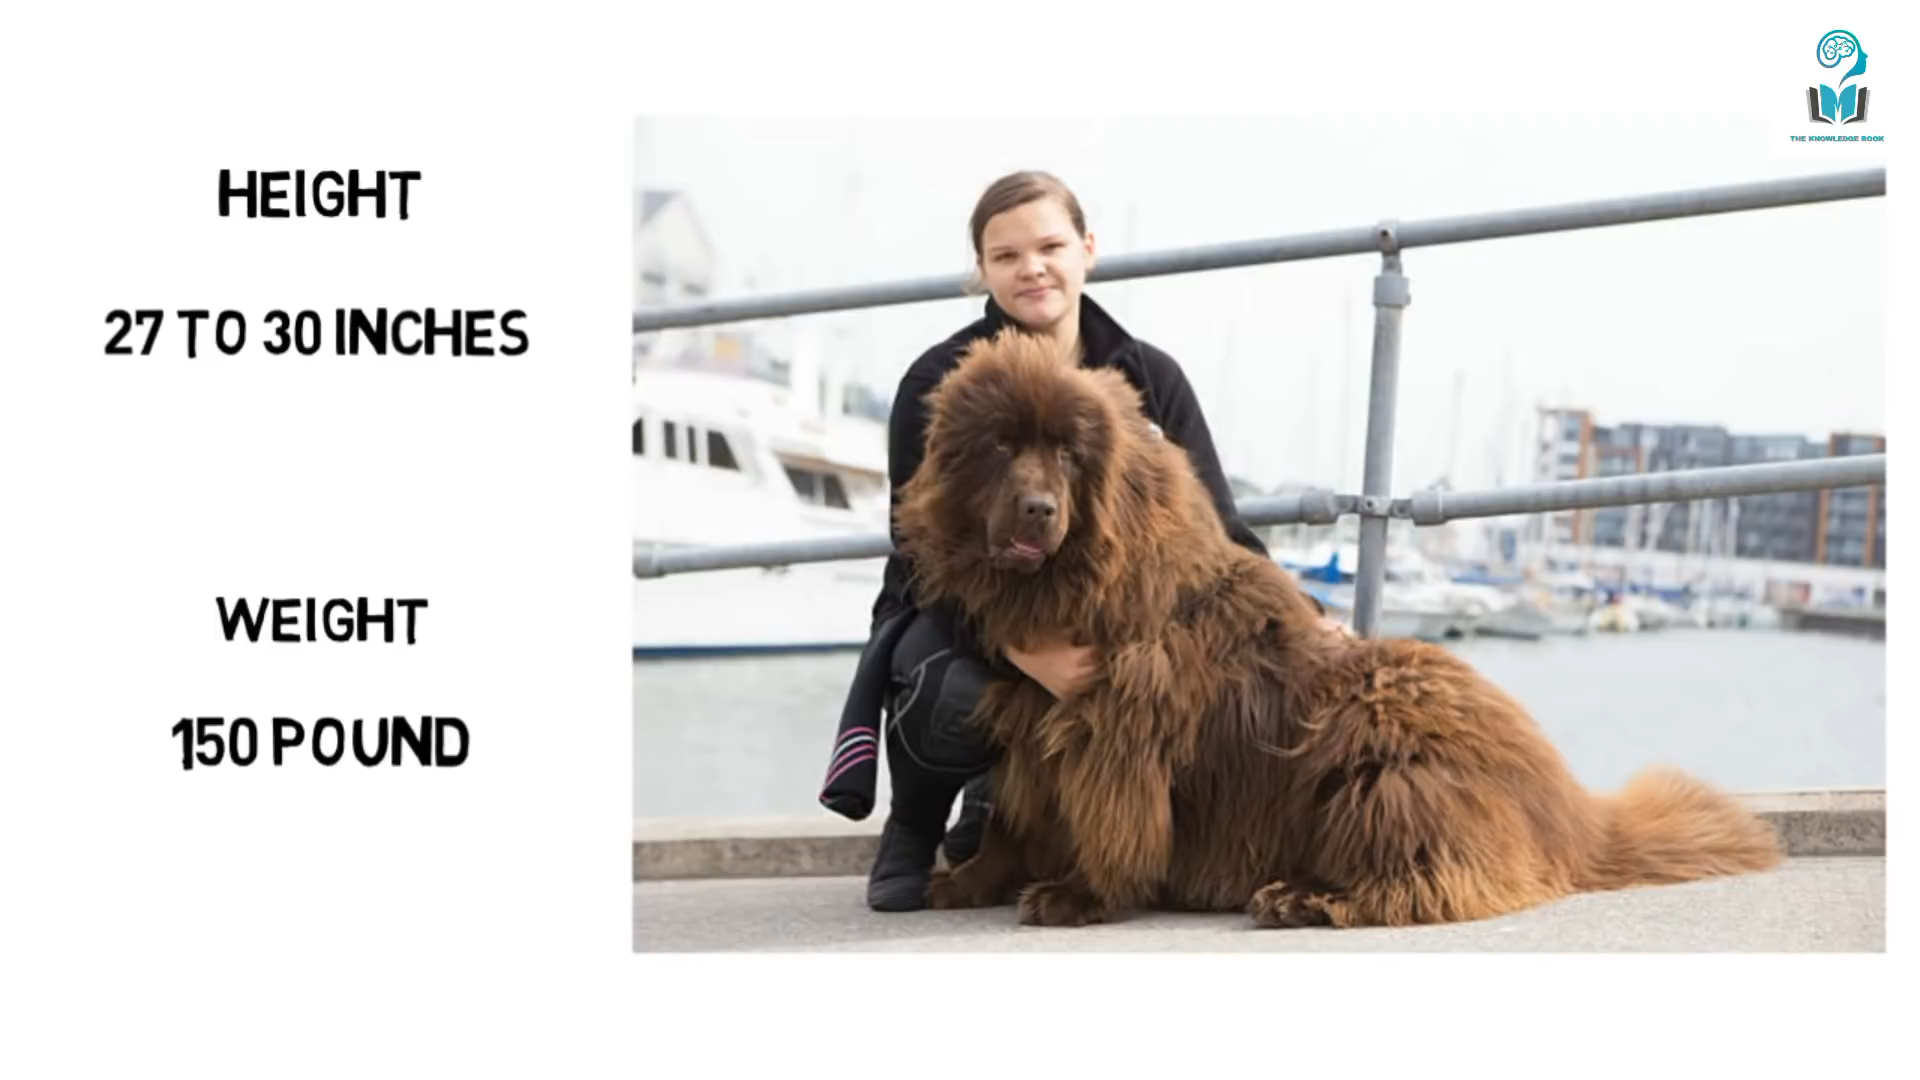 HEIGHT
27 TO 30 INCHES
WEIGHT
150 POUND
THE KNOWLEDGE BOOK